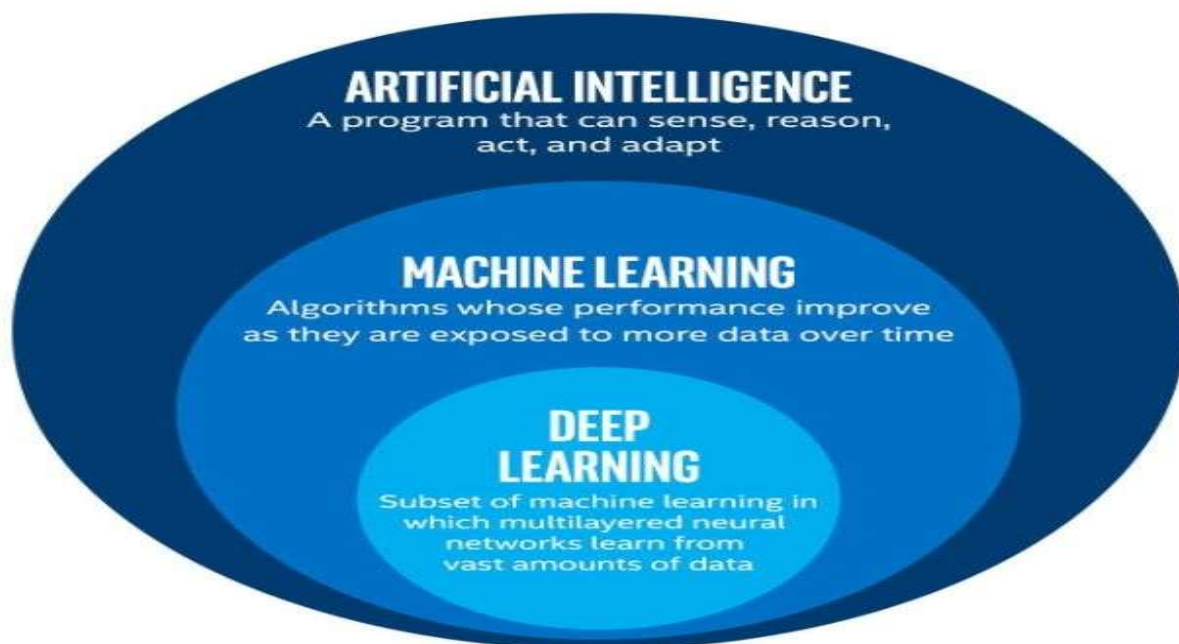 ARTIFICIAL INTELLIGENCE
A program that can sense, reason,
act, and adapt
MACHINE LEARNING
Algorithms whose performance improve
as they are exposed to more data over time
DEEP
LEARNING
Subset of machine learning in
which multilayered neural
networks learn from
vast amounts of data